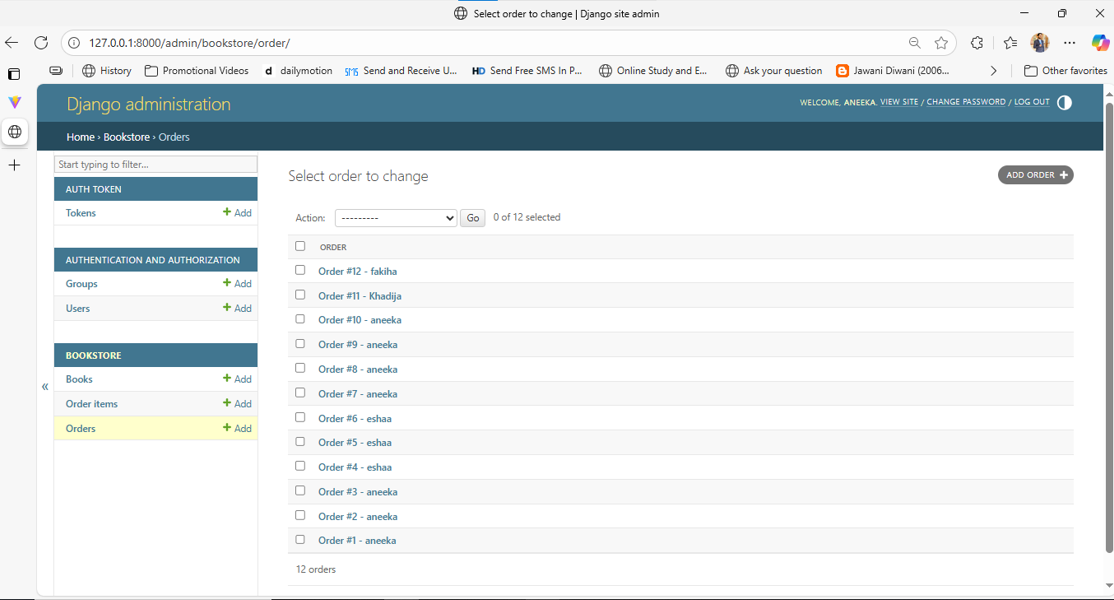 Select order to change | Django site admin
127.0.0.1:8000/admin/bookstore/order/
History Promotional Videos d dailymotion Send and Receive U... HD Send Free SMS In P... Online Study and E... Ask your question Jawani Diwani (2006... Other favorites
Django administration
WELCOME, ANEEKA. VIEW SITE / CHANGE PASSWORD / LOG OUT
Home › Bookstore › Orders
Start typing to filter...
AUTH TOKEN
Tokens + Add
AUTHENTICATION AND AUTHORIZATION
Groups + Add
Users + Add
BOOKSTORE
Books + Add
Order items + Add
Orders + Add
«
Select order to change
ADD ORDER +
Action: --------- Go 0 of 12 selected
ORDER
Order #12 - fakiha
Order #11 - Khadija
Order #10 - aneeka
Order #9 - aneeka
Order #8 - aneeka
Order #7 - aneeka
Order #6 - eshaa
Order #5 - eshaa
Order #4 - eshaa
Order #3 - aneeka
Order #2 - aneeka
Order #1 - aneeka
12 orders